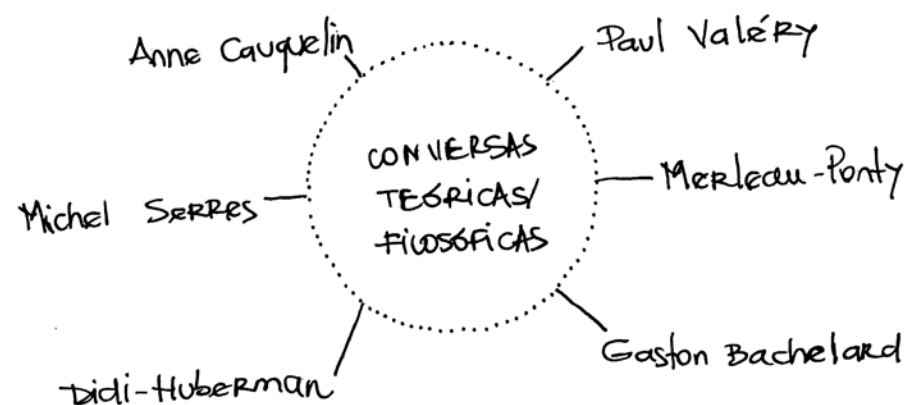 Anne Cauquelin
Paul Valéry
CONVERSAS
TEÓRICAS/
FILOSÓFICAS
Michel Serres
Merleau-Ponty
Didi-Huberman
Gaston Bachelard